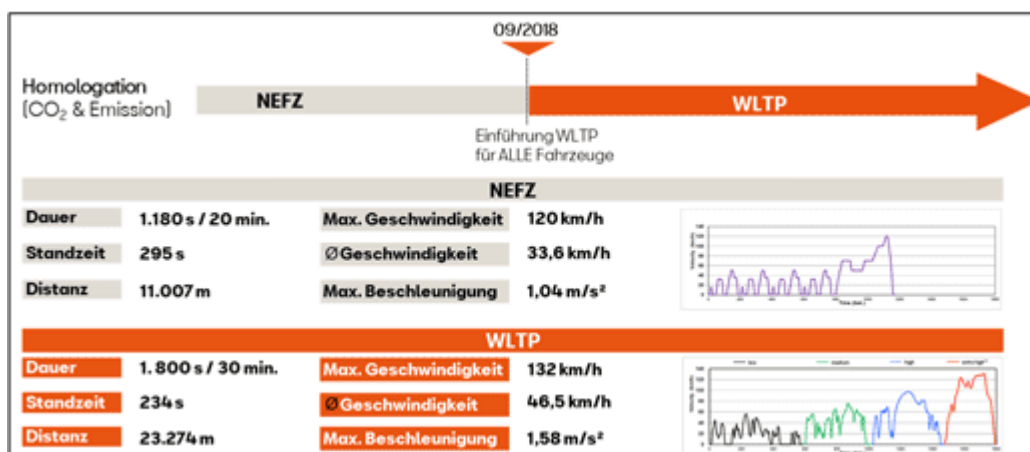 09/2018
Homologation
(CO₂ & Emission)
NEFZ
WLTP
Einführung WLTP
für ALLE Fahrzeuge
NEFZ
Dauer 1.180 s / 20 min. Max. Geschwindigkeit 120 km/h
Standzeit 295 s Ø Geschwindigkeit 33,6 km/h
Distanz 11.007 m Max. Beschleunigung 1,04 m/s²
WLTP
Dauer 1.800 s / 30 min. Max. Geschwindigkeit 132 km/h
Standzeit 234 s Ø Geschwindigkeit 46,5 km/h
Distanz 23.274 m Max. Beschleunigung 1,58 m/s²